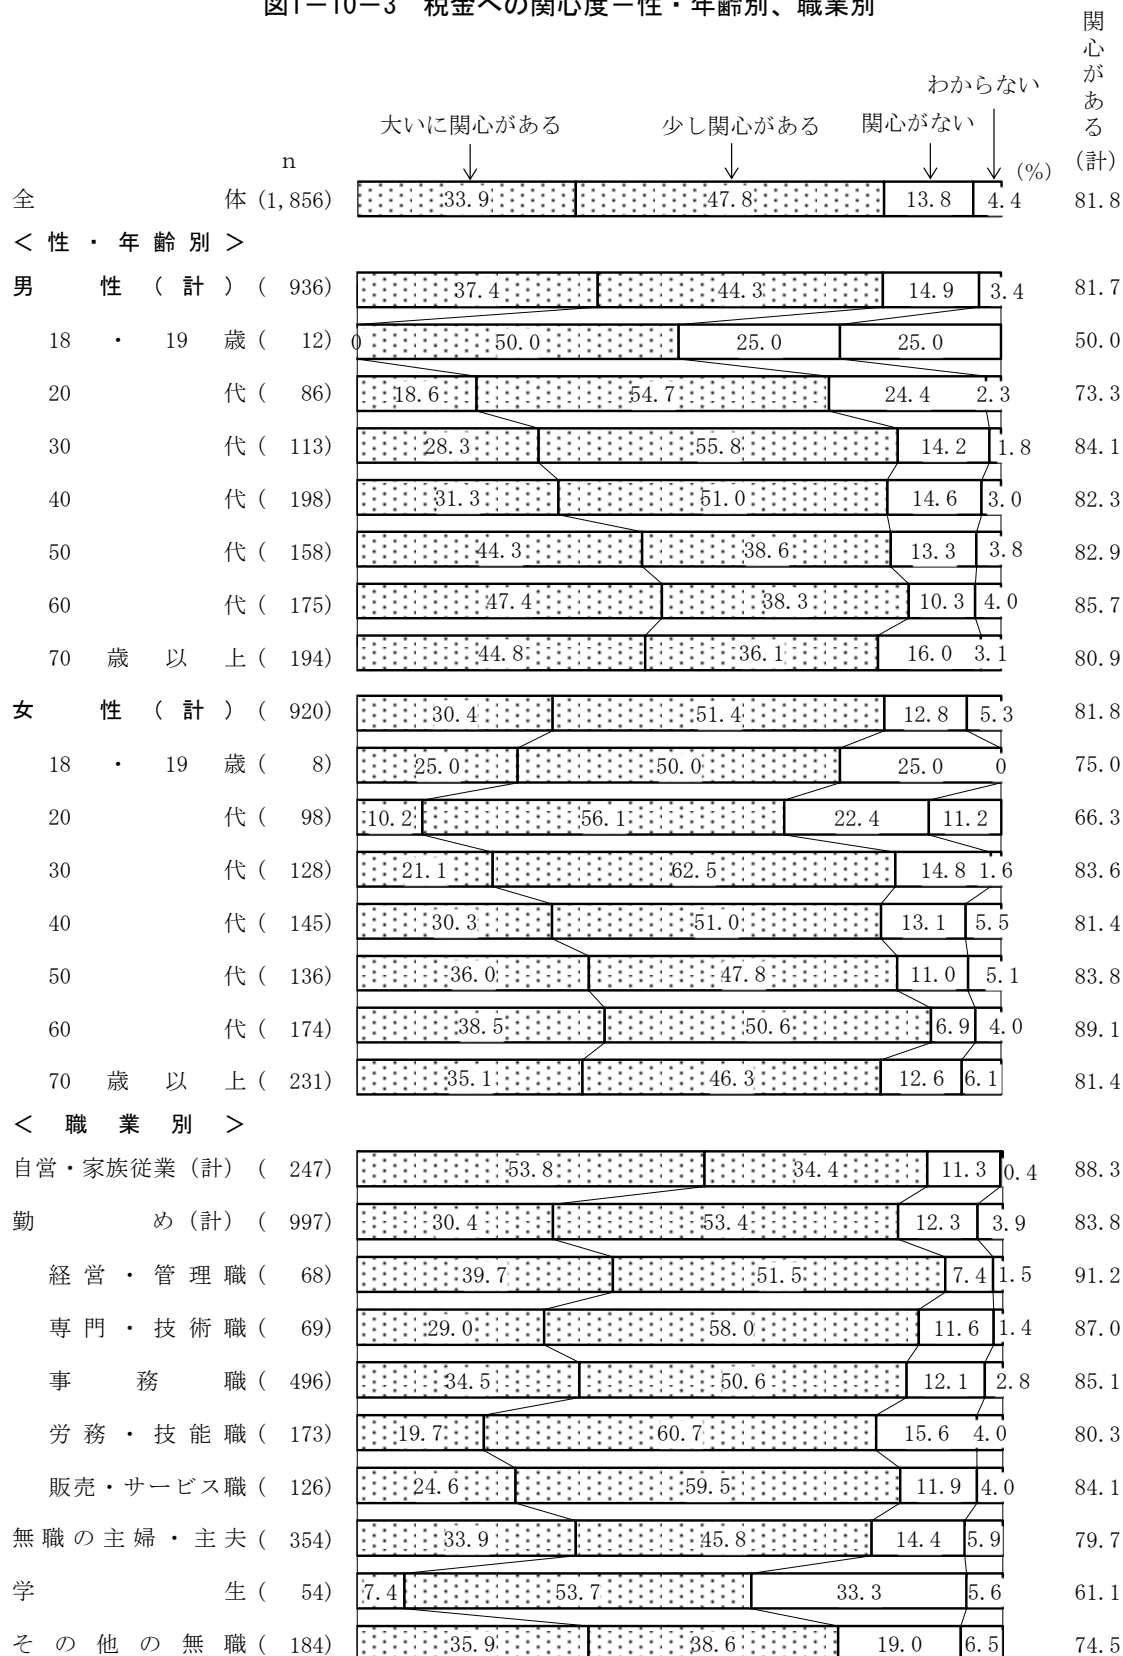 図1－10－3　税金への関心度－性・年齢別、職業別
関心がある(計)
わからない
大いに関心がある 少し関心がある 関心がない
n
(%)
全体 (1,856) 33.9 47.8 13.8 4.4 81.8
＜性・年齢別＞
男性（計）( 936) 37.4 44.3 14.9 3.4 81.7
18・19歳( 12) 0 50.0 25.0 25.0 50.0
20代( 86) 18.6 54.7 24.4 2.3 73.3
30代( 113) 28.3 55.8 14.2 1.8 84.1
40代( 198) 31.3 51.0 14.6 3.0 82.3
50代( 158) 44.3 38.6 13.3 3.8 82.9
60代( 175) 47.4 38.3 10.3 4.0 85.7
70歳以上( 194) 44.8 36.1 16.0 3.1 80.9
女性（計）( 920) 30.4 51.4 12.8 5.3 81.8
18・19歳( 8) 25.0 50.0 25.0 0 75.0
20代( 98) 10.2 56.1 22.4 11.2 66.3
30代( 128) 21.1 62.5 14.8 1.6 83.6
40代( 145) 30.3 51.0 13.1 5.5 81.4
50代( 136) 36.0 47.8 11.0 5.1 83.8
60代( 174) 38.5 50.6 6.9 4.0 89.1
70歳以上( 231) 35.1 46.3 12.6 6.1 81.4
＜職業別＞
自営・家族従業（計）( 247) 53.8 34.4 11.3 0.4 88.3
勤め（計）( 997) 30.4 53.4 12.3 3.9 83.8
経営・管理職( 68) 39.7 51.5 7.4 1.5 91.2
専門・技術職( 69) 29.0 58.0 11.6 1.4 87.0
事務職( 496) 34.5 50.6 12.1 2.8 85.1
労務・技能職( 173) 19.7 60.7 15.6 4.0 80.3
販売・サービス職( 126) 24.6 59.5 11.9 4.0 84.1
無職の主婦・主夫( 354) 33.9 45.8 14.4 5.9 79.7
学生( 54) 7.4 53.7 33.3 5.6 61.1
その他の無職( 184) 35.9 38.6 19.0 6.5 74.5